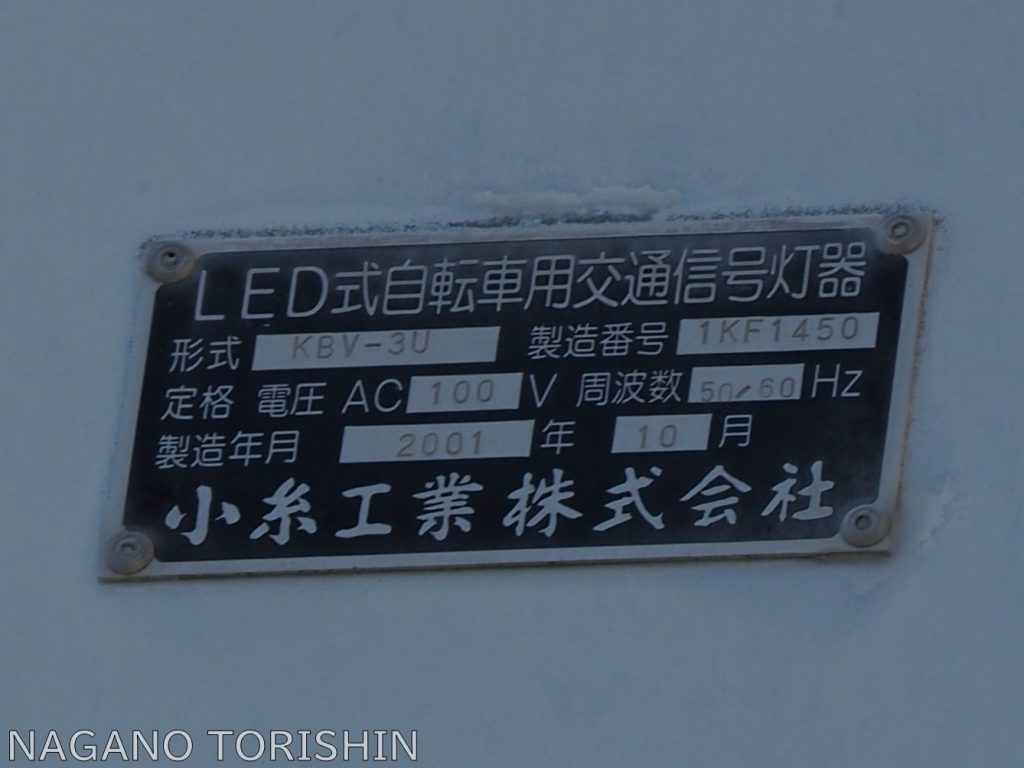 LED式自転車用交通信号灯器
形式 KBV-3U 製造番号 1KF1450
定格 電圧 AC 100 V 周波数 50/60 Hz
製造年月 2001 年 10 月
小糸工業株式会社
NAGANO TORISHIN